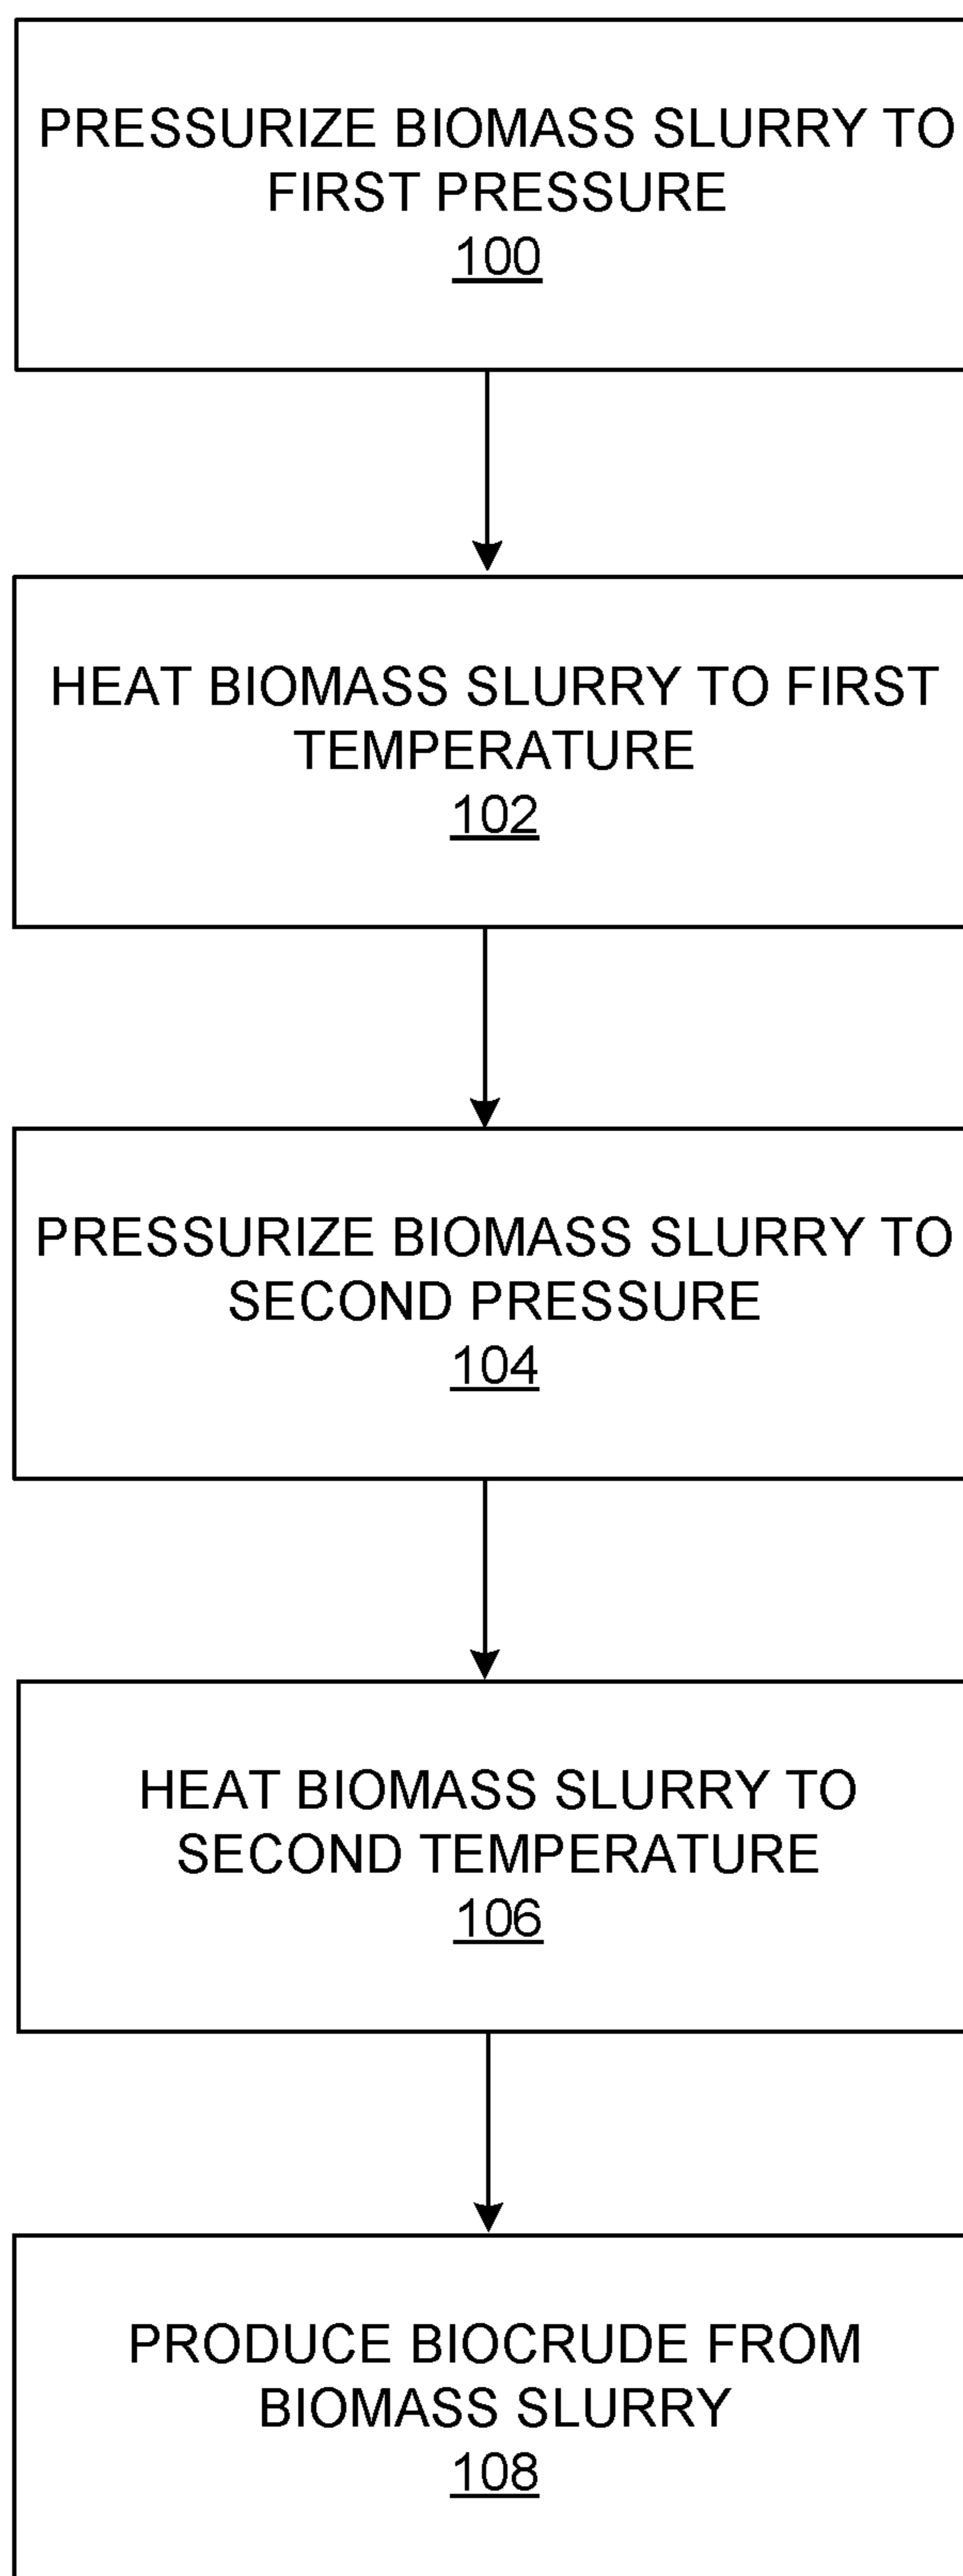 PRESSURIZE BIOMASS SLURRY TO
FIRST PRESSURE
100
HEAT BIOMASS SLURRY TO FIRST
TEMPERATURE
102
PRESSURIZE BIOMASS SLURRY TO
SECOND PRESSURE
104
HEAT BIOMASS SLURRY TO
SECOND TEMPERATURE
106
PRODUCE BIOCRUDE FROM
BIOMASS SLURRY
108